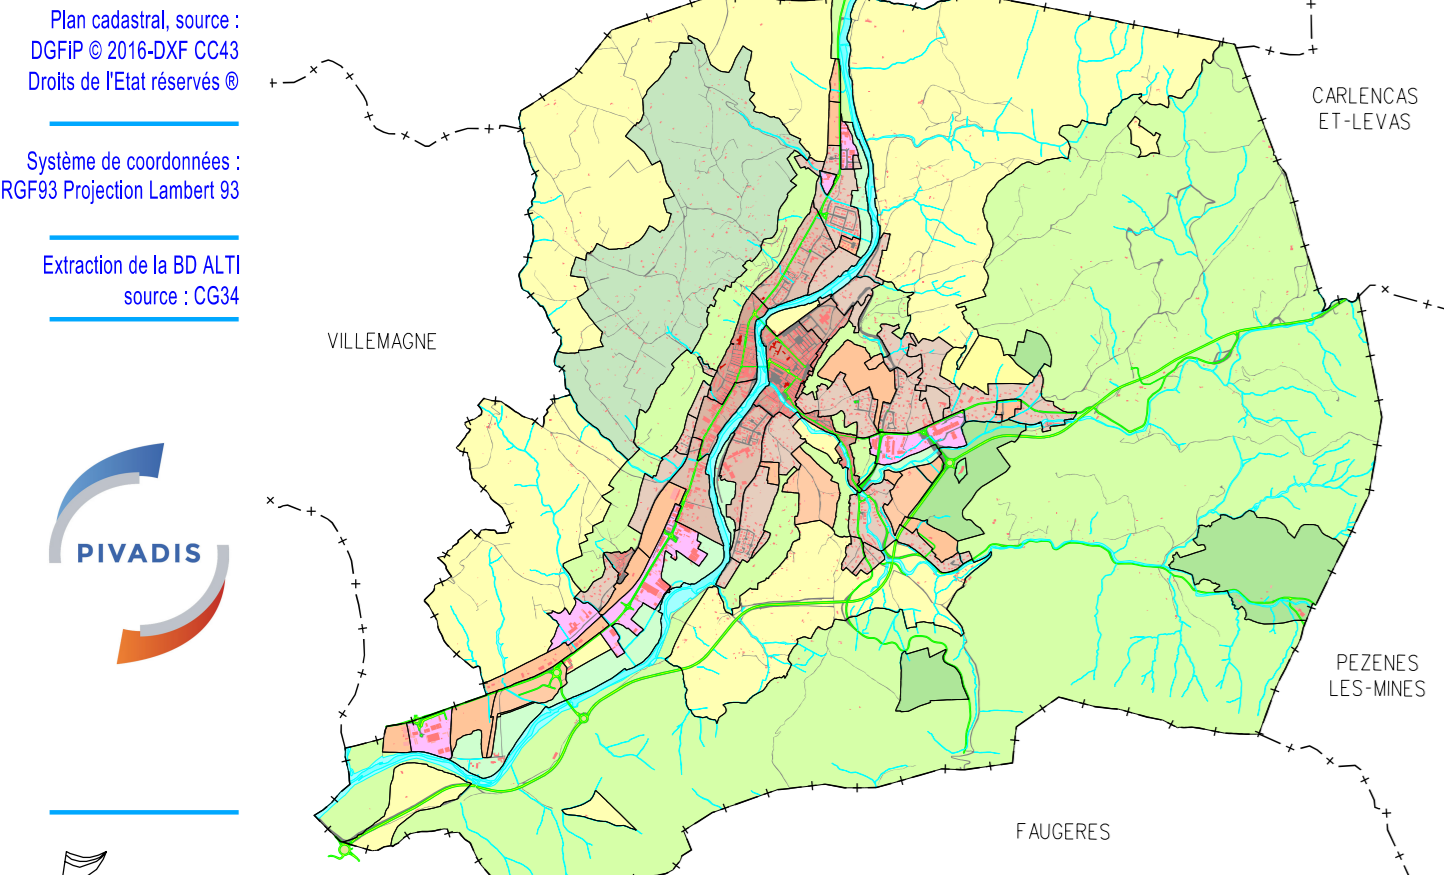 Plan cadastral, source :
DGFiP © 2016-DXF CC43
Droits de l'Etat réservés ®
Système de coordonnées :
RGF93 Projection Lambert 93
Extraction de la BD ALTI
source : CG34
PIVADIS
VILLEMAGNE
CARLENCAS
ET-LEVAS
PEZENES
LES-MINES
FAUGERES